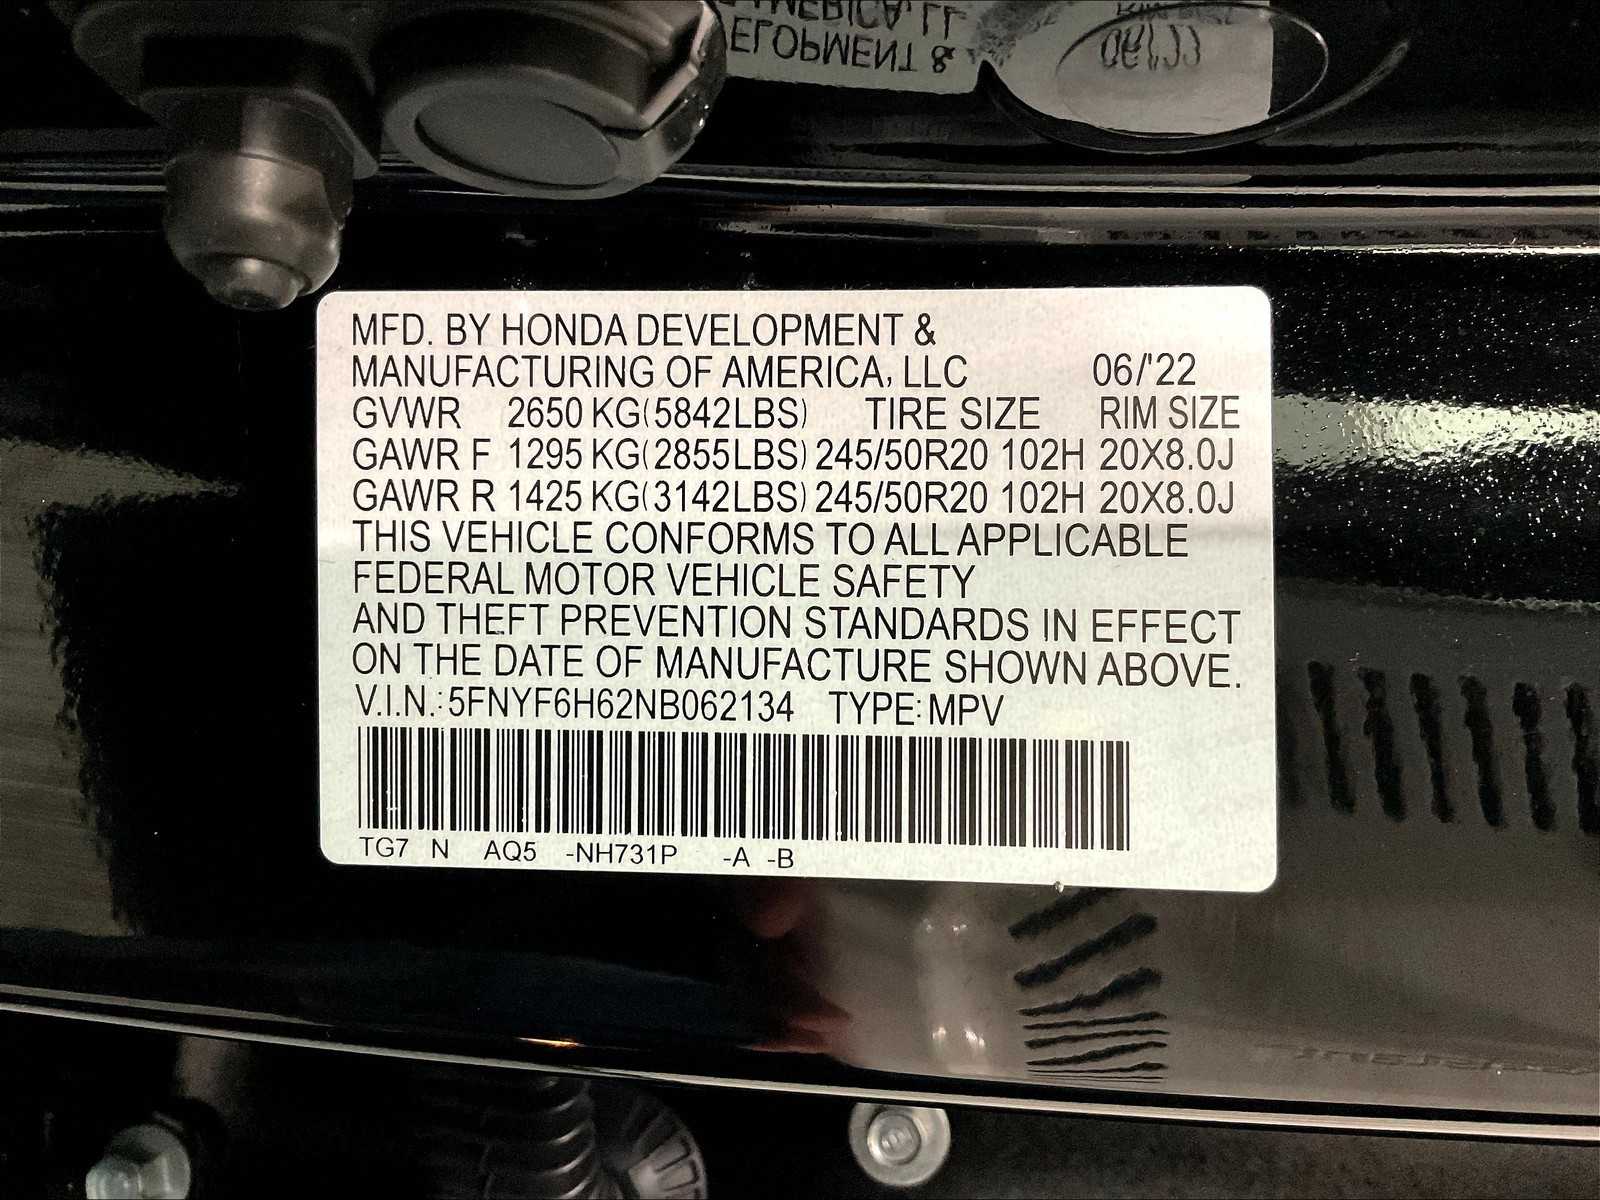 ELOPMENT &
MFD. BY HONDA DEVELOPMENT &
MANUFACTURING OF AMERICA, LLC 06/'22
GVWR 2650 KG(5842LBS) TIRE SIZE RIM SIZE
GAWR F 1295 KG(2855LBS) 245/50R20 102H 20X8.0J
GAWR R 1425 KG(3142LBS) 245/50R20 102H 20X8.0J
THIS VEHICLE CONFORMS TO ALL APPLICABLE
FEDERAL MOTOR VEHICLE SAFETY
AND THEFT PREVENTION STANDARDS IN EFFECT
ON THE DATE OF MANUFACTURE SHOWN ABOVE.
V.I.N.: 5FNYF6H62NB062134 TYPE: MPV
TG7 N AQ5 -NH731P -A -B